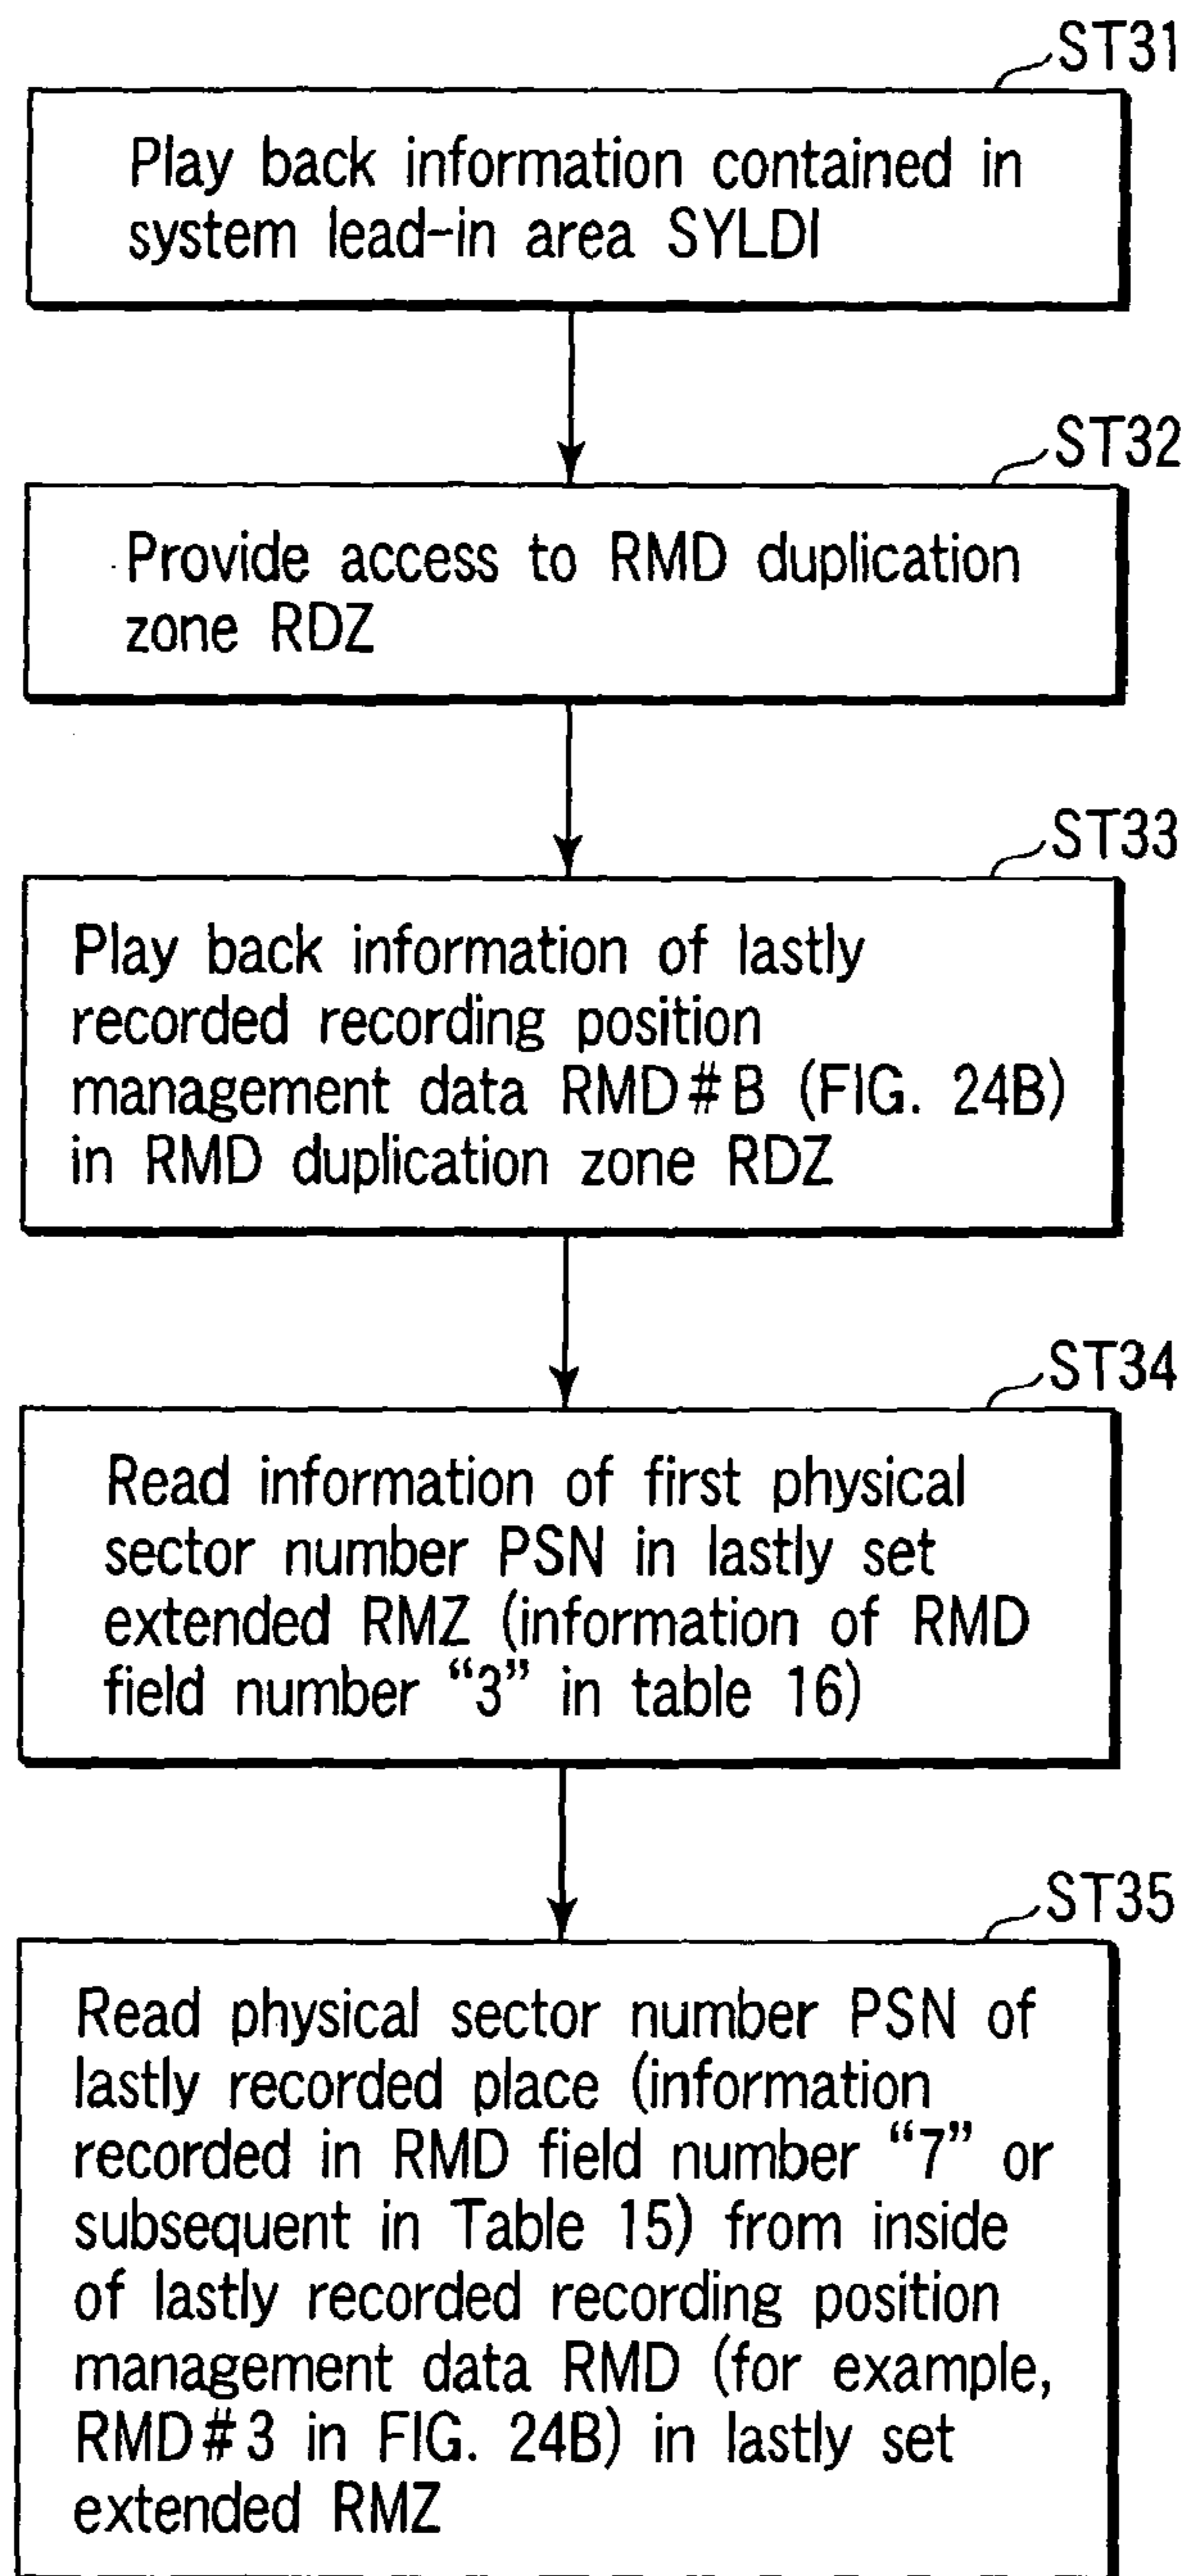 ST31
Play back information contained in
system lead-in area SYLDI
ST32
Provide access to RMD duplication
zone RDZ
ST33
Play back information of lastly
recorded recording position
management data RMD#B (FIG. 24B)
in RMD duplication zone RDZ
ST34
Read information of first physical
sector number PSN in lastly set
extended RMZ (information of RMD
field number “3” in table 16)
ST35
Read physical sector number PSN of
lastly recorded place (information
recorded in RMD field number “7” or
subsequent in Table 15) from inside
of lastly recorded recording position
management data RMD (for example,
RMD#3 in FIG. 24B) in lastly set
extended RMZ